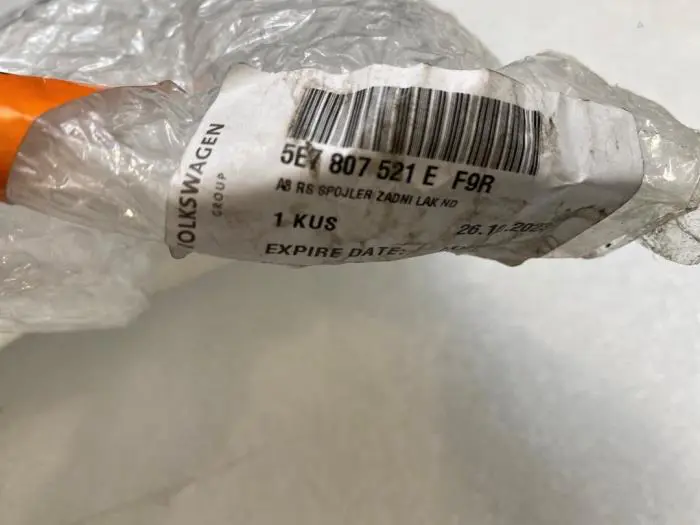 VOLKSWAGEN
GROUP
5E7 807 521 E F9R
A8 RS SPOJLER ZADNI LAK ND
1 KUS
EXPIRE DATE: